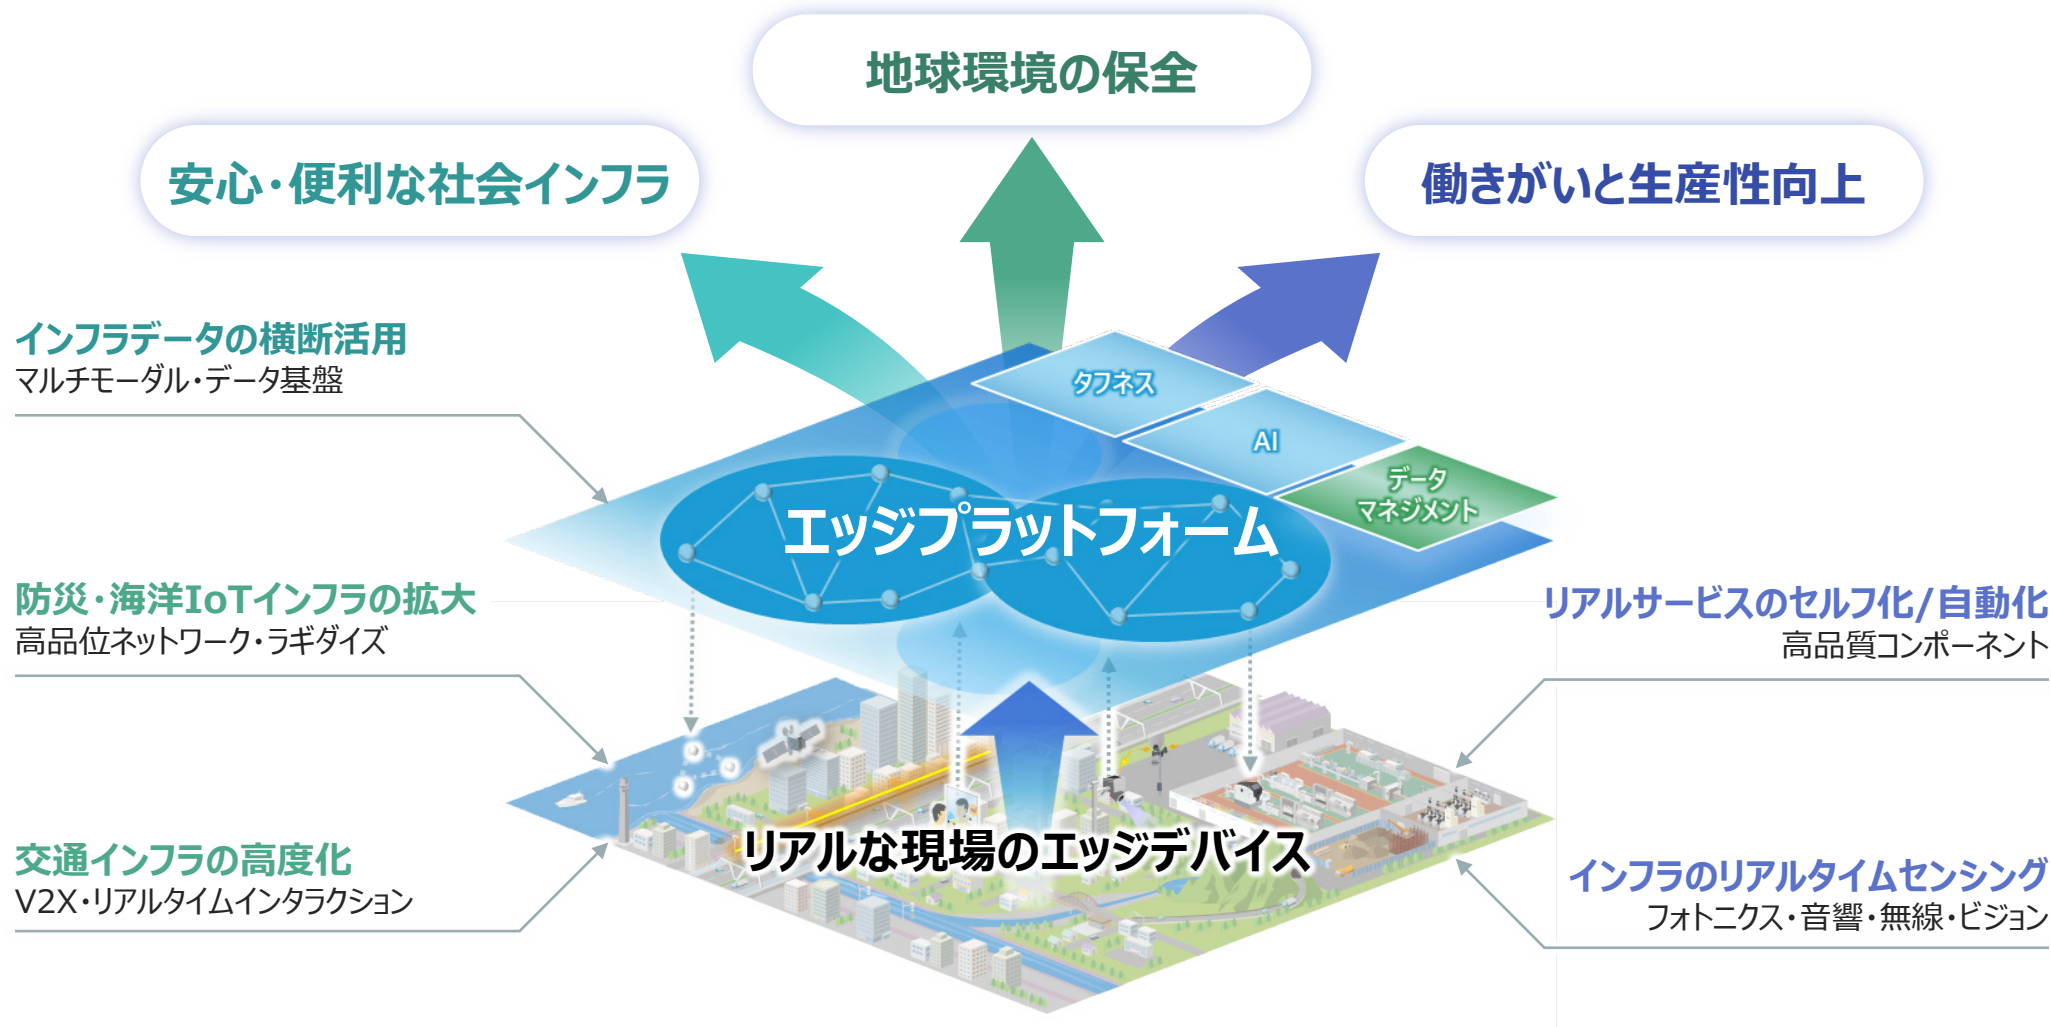 地球環境の保全
安心・便利な社会インフラ
働きがいと生産性向上
インフラデータの横断活用
マルチモーダル・データ基盤
タフネス
AI
データ
マネジメント
エッジプラットフォーム
防災・海洋IoTインフラの拡大
高品位ネットワーク・ラギダイズ
リアルサービスのセルフ化/自動化
高品質コンポーネント
リアルな現場のエッジデバイス
交通インフラの高度化
V2X・リアルタイムインタラクション
インフラのリアルタイムセンシング
フォトニクス・音響・無線・ビジョン